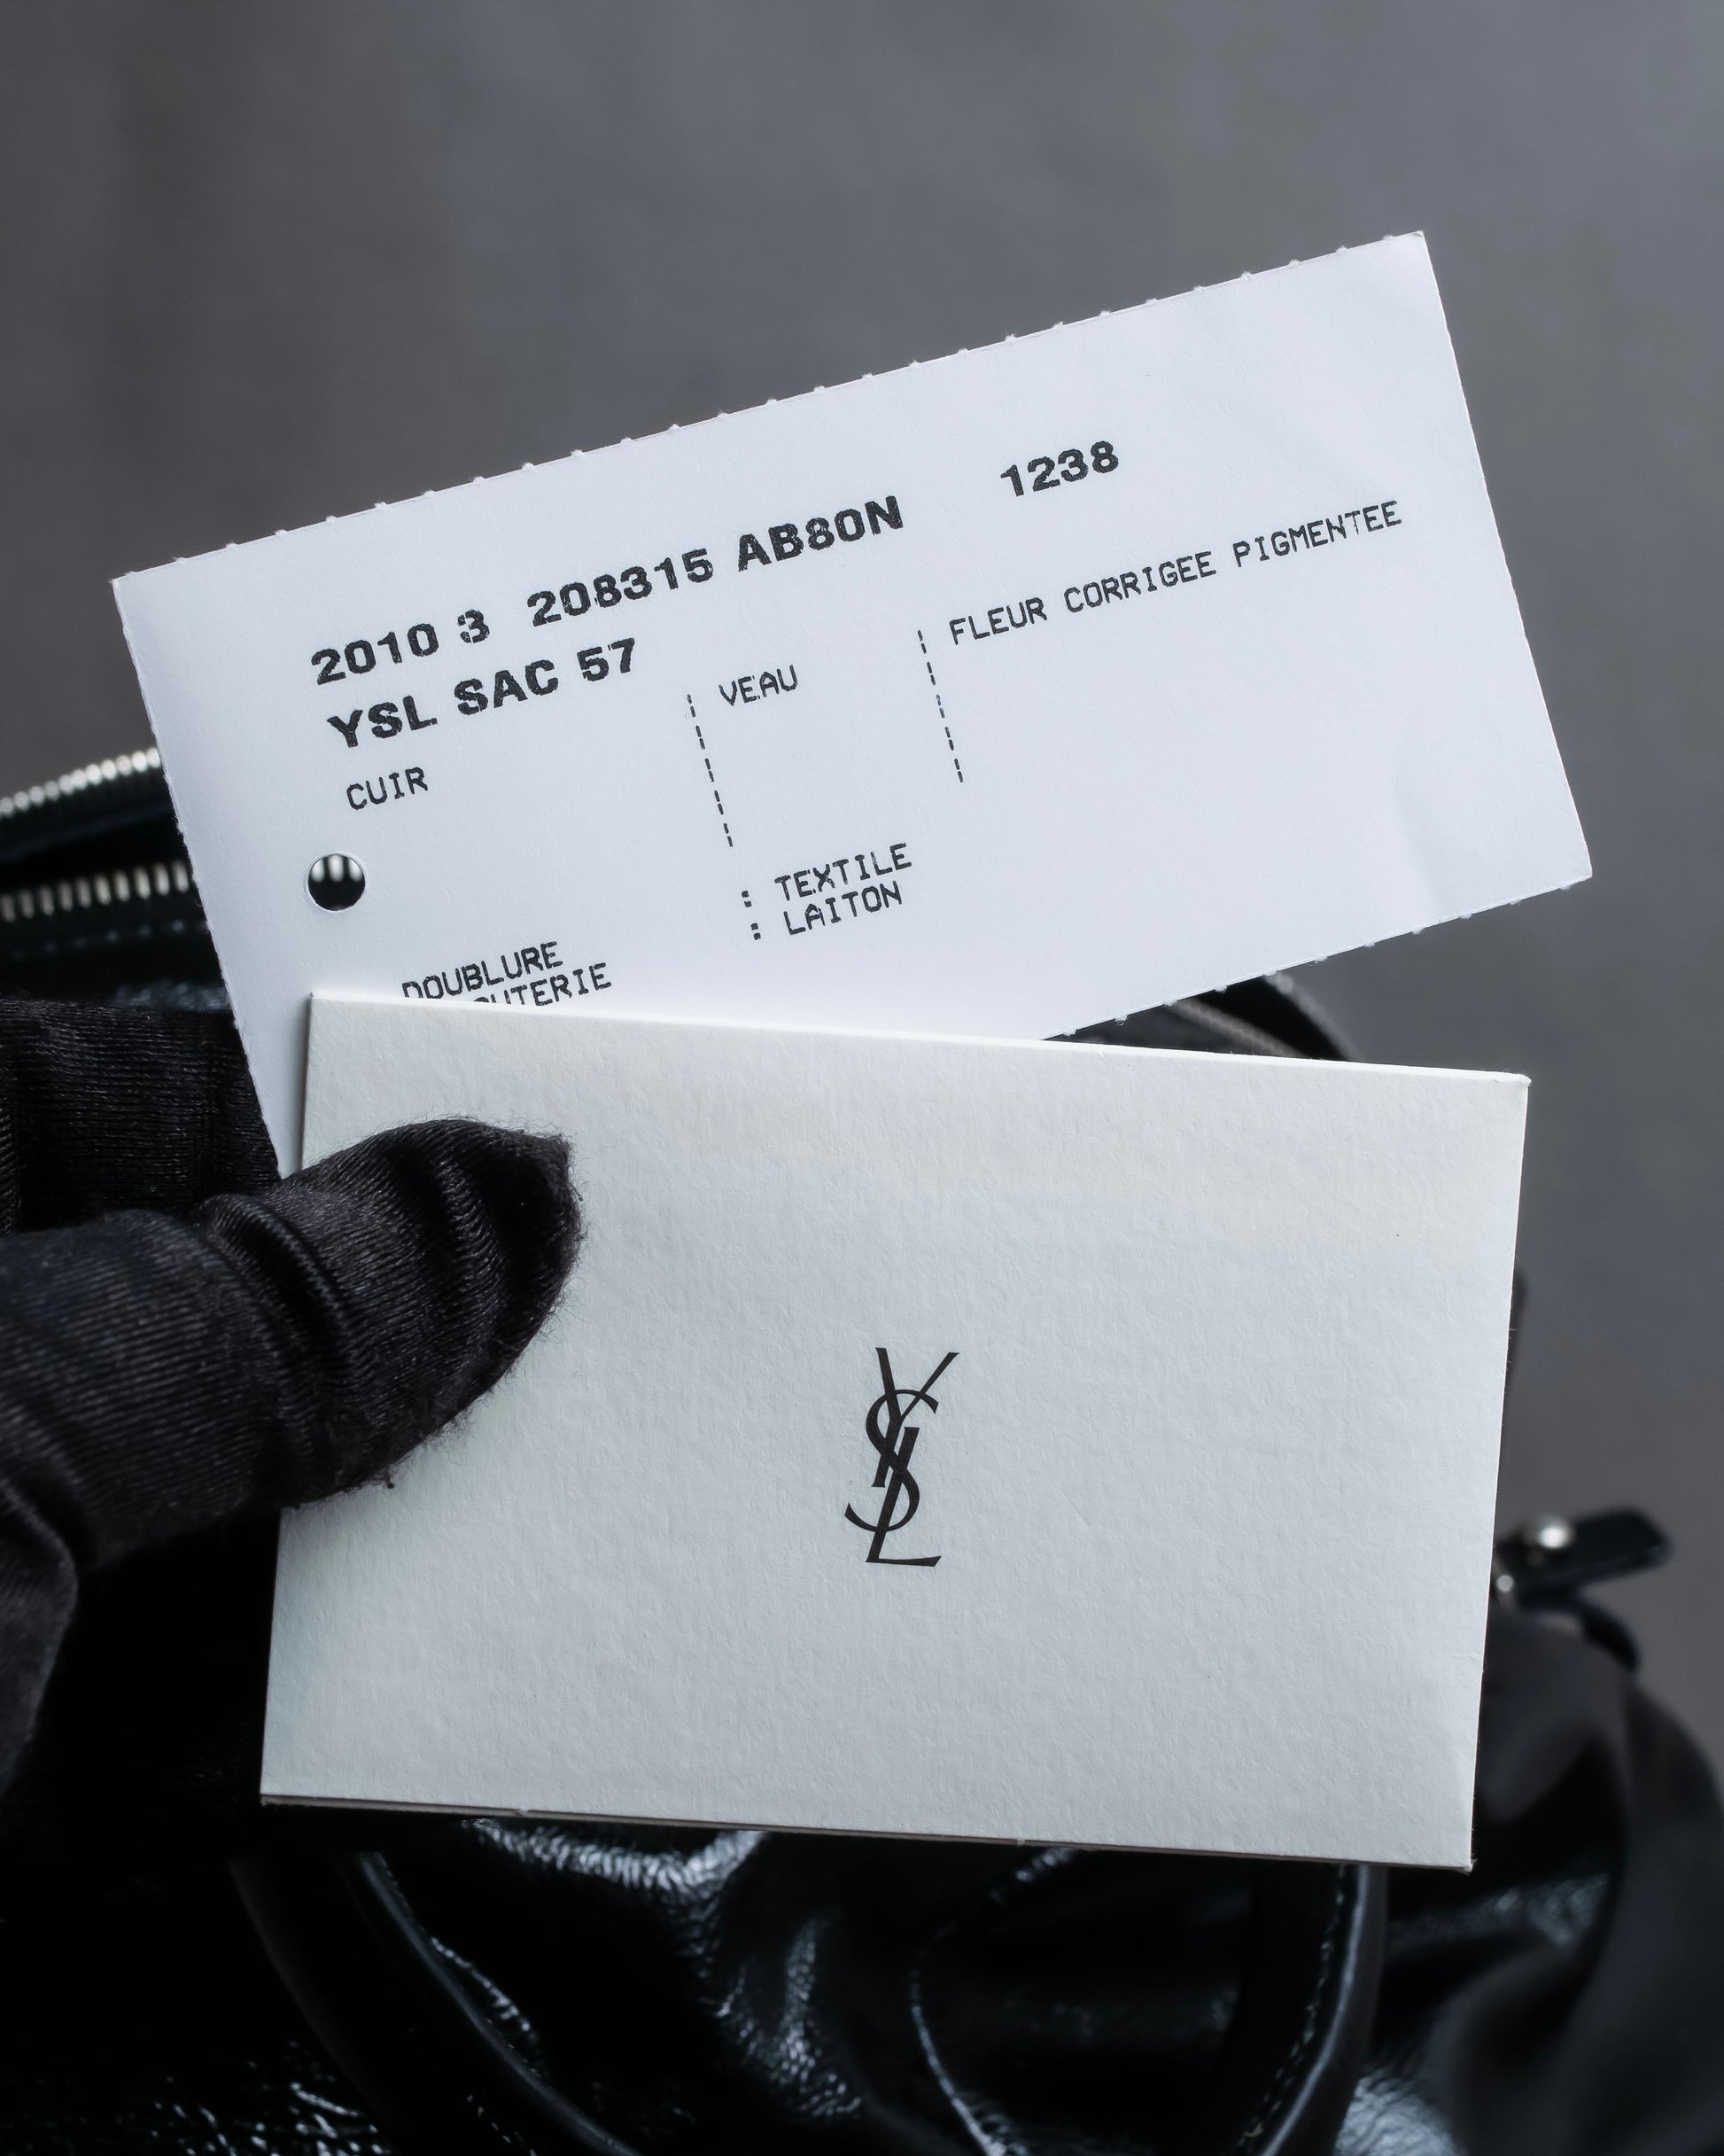 2010 3 208315 AB80N 1238
YSL SAC 57
CUIR VEAU FLEUR CORRIGEE PIGMENTEE
DOUBLURE : TEXTILE
: LAITON
YSL